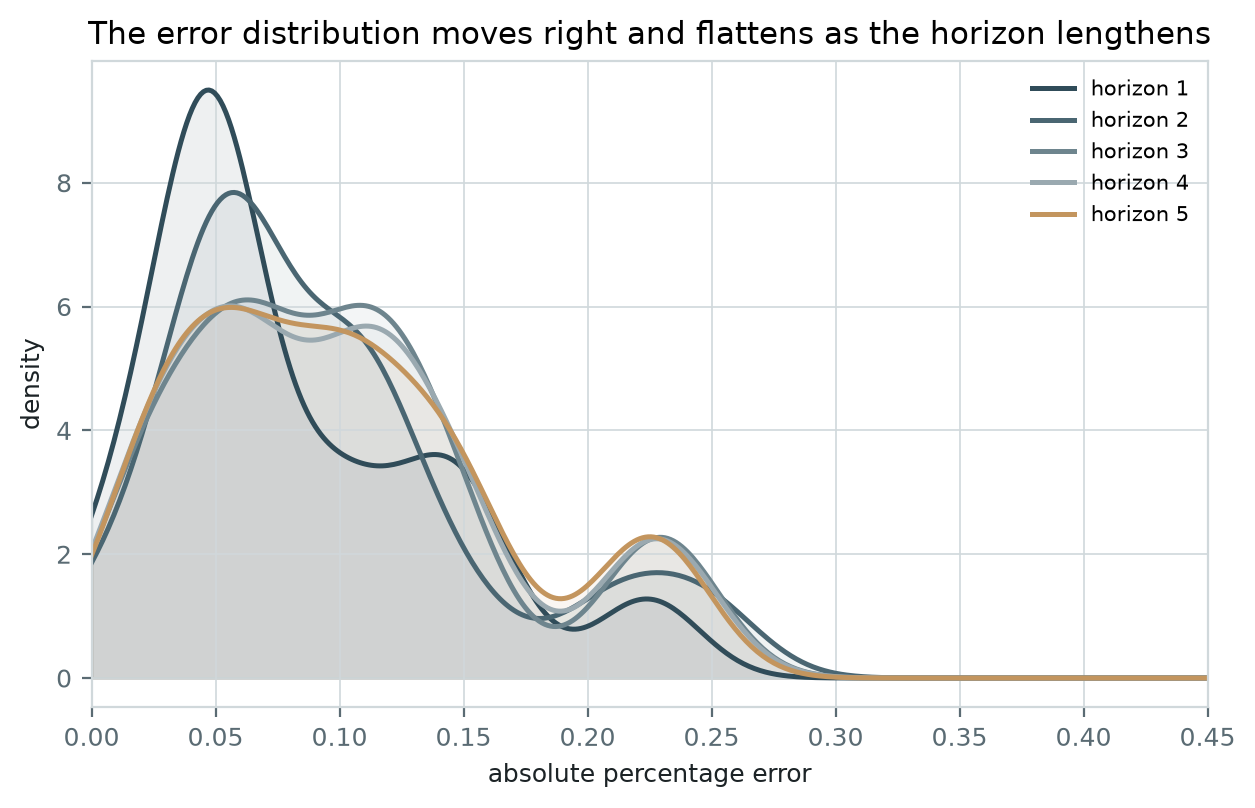 The error distribution moves right and flattens as the horizon lengthens
horizon 1
horizon 2
horizon 3
horizon 4
horizon 5
8
6
4
2
0
density
0.00 0.05 0.10 0.15 0.20 0.25 0.30 0.35 0.40 0.45
absolute percentage error